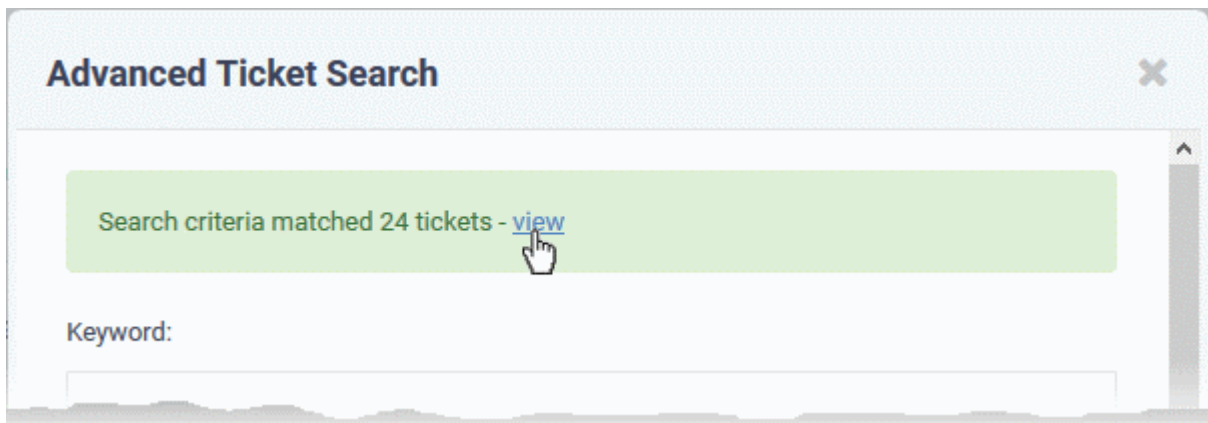 Advanced Ticket Search
Search criteria matched 24 tickets - view
Keyword: